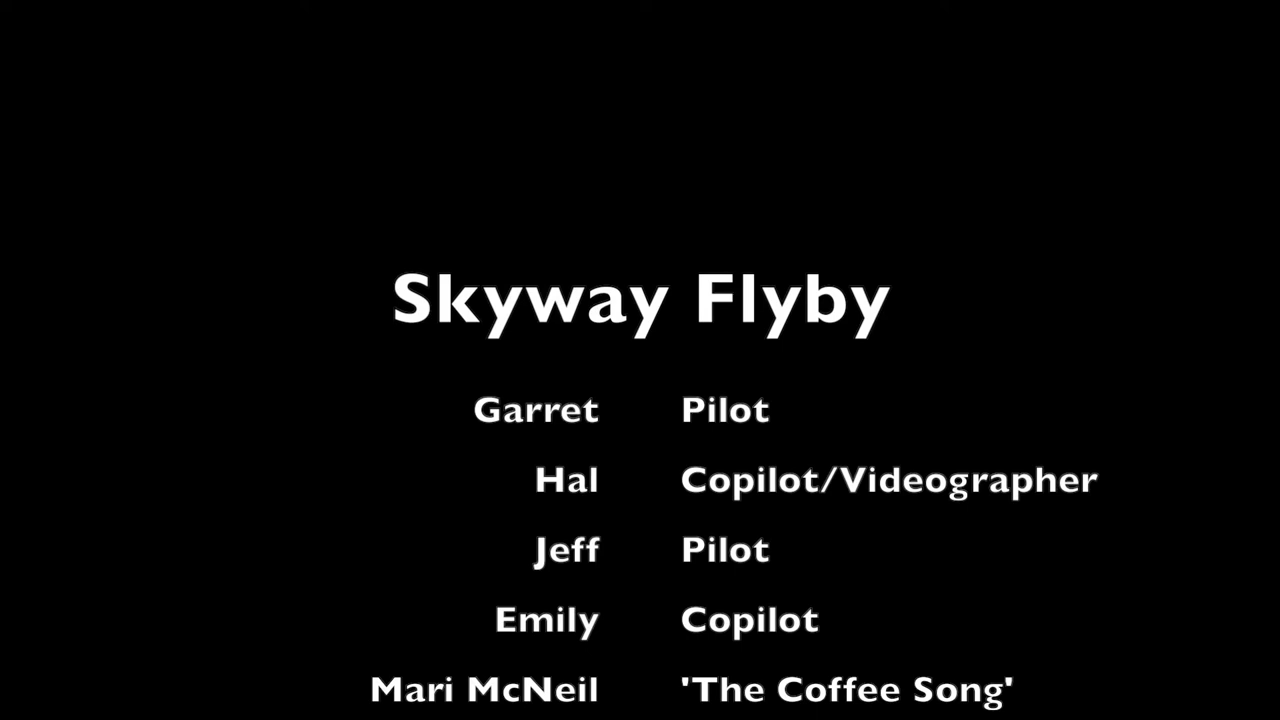 Skyway Flyby
Garret Pilot
Hal Copilot/Videographer
Jeff Pilot
Emily Copilot
Mari McNeil 'The Coffee Song'